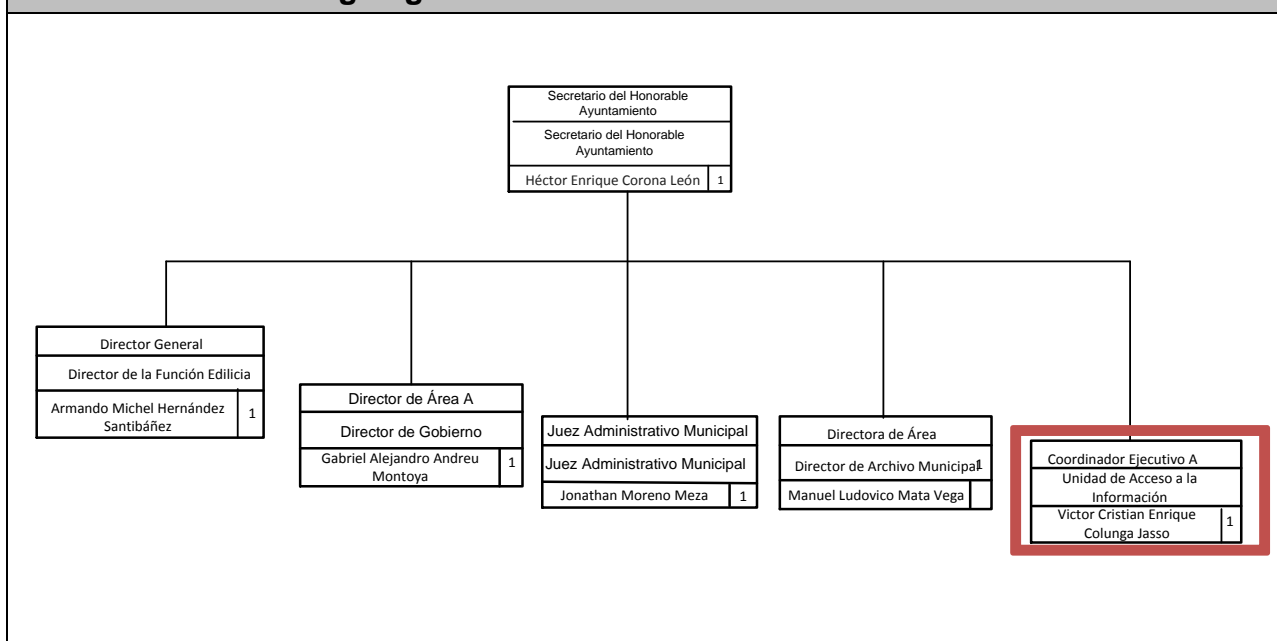 Secretario del Honorable
Ayuntamiento
Secretario del Honorable
Ayuntamiento
Héctor Enrique Corona León 1
Director General
Director de la Función Edilicia
Armando Michel Hernández
Santibáñez
1
Director de Área A
Director de Gobierno
Gabriel Alejandro Andreu
Montoya
1
Juez Administrativo Municipal
Juez Administrativo Municipal
Jonathan Moreno Meza 1
Directora de Área
Director de Archivo Municipal 1
Manuel Ludovico Mata Vega
Coordinador Ejecutivo A
Unidad de Acceso a la
Información
Victor Cristian Enrique
Colunga Jasso
1